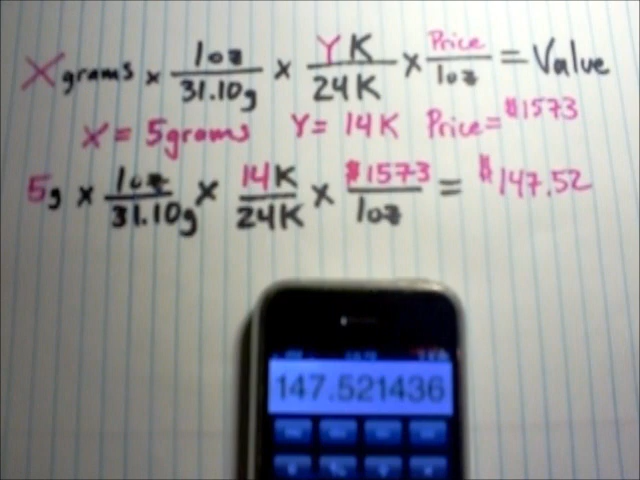 X grams × 1oz/31.10g × YK/24K × Price/1oz = Value
X = 5grams Y = 14K Price = $1573
5g × 1oz/31.10g × 14K/24K × $1573/1oz = $147.52
147.521436